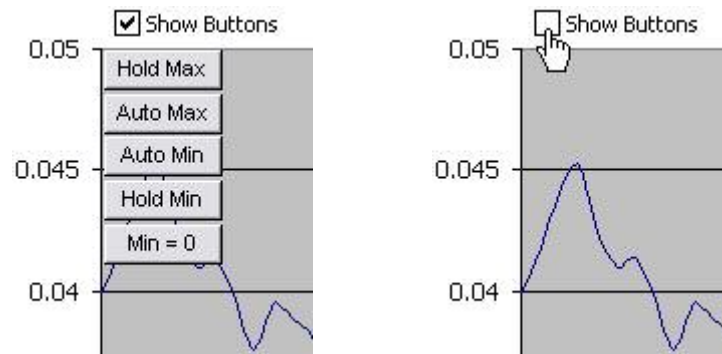 Show Buttons
0.05
Hold Max
Auto Max
Auto Min
0.045
Hold Min
Min = 0
0.04
Show Buttons
0.05
0.045
0.04